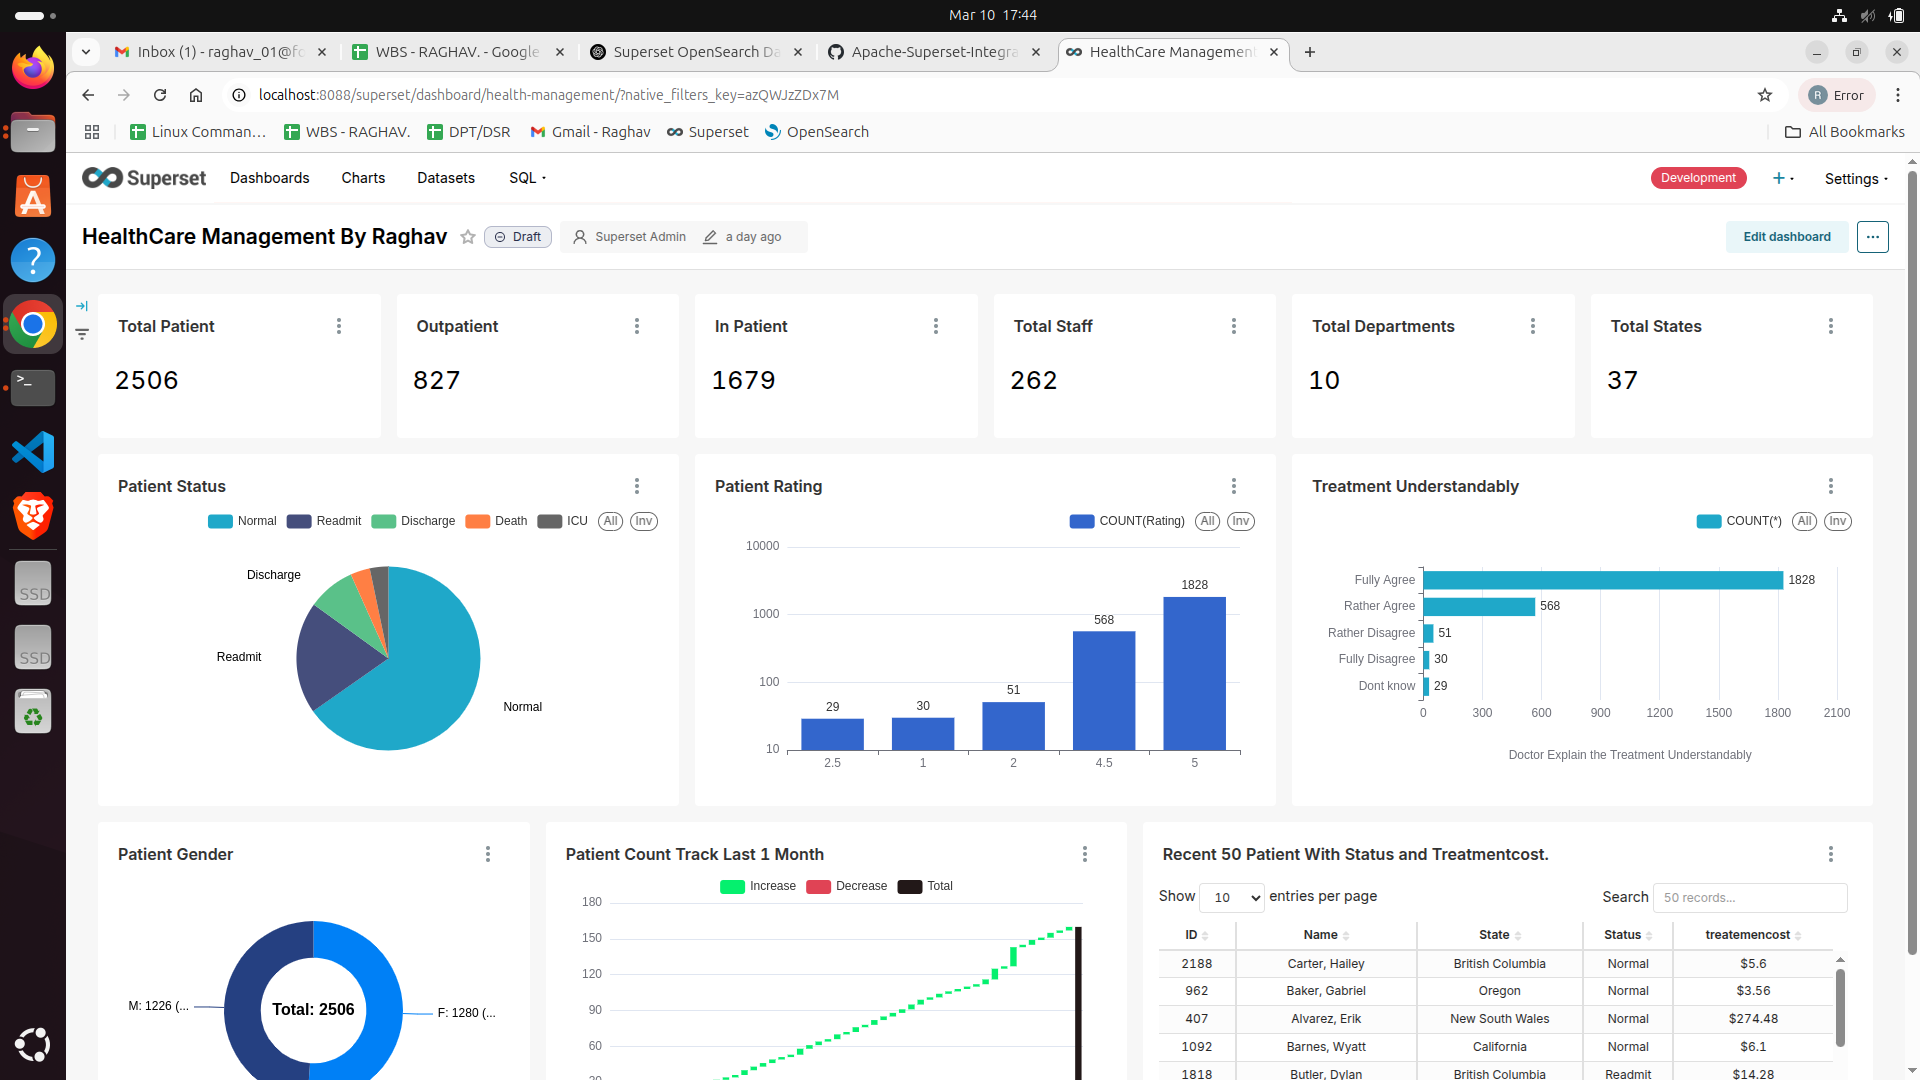 Mar 10 17:44
Inbox (1) - raghav_01@fo
WBS - RAGHAV. - Google
Superset OpenSearch Da
Apache-Superset-Integra
HealthCare Management
localhost:8088/superset/dashboard/health-management/?native_filters_key=azQWJzZDx7M
R Error
Linux Comman...
WBS - RAGHAV.
DPT/DSR
Gmail - Raghav
Superset
OpenSearch
All Bookmarks
Superset
Dashboards
Charts
Datasets
SQL
Development
Settings
HealthCare Management By Raghav
Draft
Superset Admin
a day ago
Edit dashboard
Total Patient
2506
Outpatient
827
In Patient
1679
Total Staff
262
Total Departments
10
Total States
37
Patient Status
Normal Readmit Discharge Death ICU All Inv
Discharge
Readmit
Normal
Patient Rating
COUNT(Rating) All Inv
10000
1000
100
10
29
30
51
568
1828
2.5 1 2 4.5 5
Treatment Understandably
COUNT(*) All Inv
Fully Agree 1828
Rather Agree 568
Rather Disagree 51
Fully Disagree 30
Dont know 29
0 300 600 900 1200 1500 1800 2100
Doctor Explain the Treatment Understandably
Patient Gender
M: 1226 (...
Total: 2506
F: 1280 (...
Patient Count Track Last 1 Month
Increase Decrease Total
180
150
120
90
60
30
Recent 50 Patient With Status and Treatmentcost.
Show 10 entries per page
Search 50 records...
ID Name State Status treatemencost
2188 Carter, Hailey British Columbia Normal $5.6
962 Baker, Gabriel Oregon Normal $3.56
407 Alvarez, Erik New South Wales Normal $274.48
1092 Barnes, Wyatt California Normal $6.1
1818 Butler, Dylan British Columbia Readmit $14.28
SSD
SSD